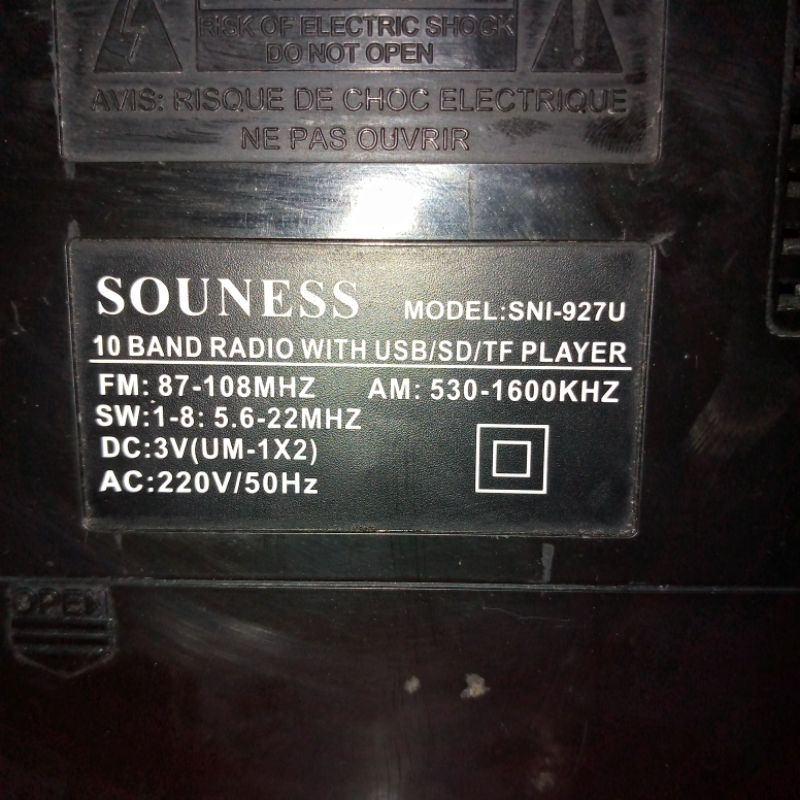 RISK OF ELECTRIC SHOCK
DO NOT OPEN
AVIS: RISQUE DE CHOC ELECTRIQUE
NE PAS OUVRIR
SOUNESS MODEL:SNI-927U
10 BAND RADIO WITH USB/SD/TF PLAYER
FM: 87-108MHZ AM: 530-1600KHZ
SW:1-8: 5.6-22MHZ
DC:3V(UM-1X2)
AC:220V/50Hz
OPEN